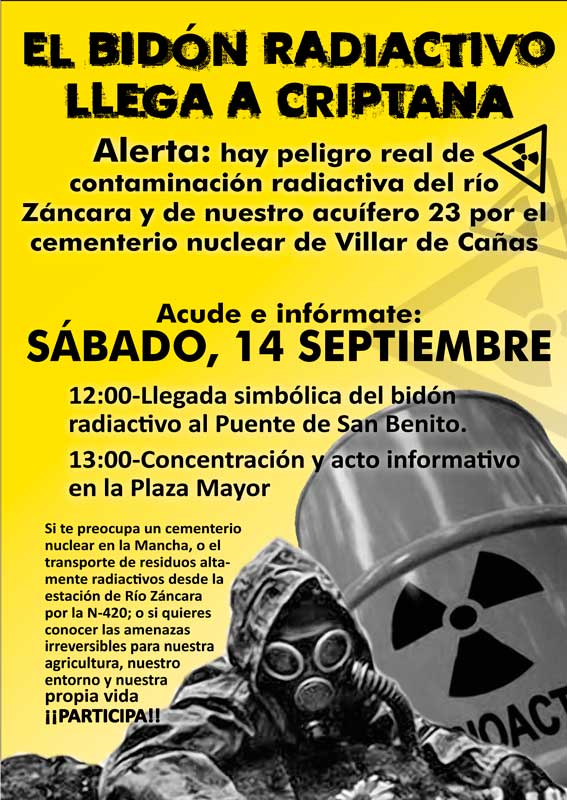 EL BIDÓN RADIACTIVO
LLEGA A CRIPTANA
Alerta: hay peligro real de
contaminación radiactiva del río
Záncara y de nuestro acuífero 23 por el
cementerio nuclear de Villar de Cañas
Acude e infórmate:
SÁBADO, 14 SEPTIEMBRE
12:00-Llegada simbólica del bidón
radiactivo al Puente de San Benito.
13:00-Concentración y acto informativo
en la Plaza Mayor
Si te preocupa un cementerio
nuclear en la Mancha, o el
transporte de residuos alta-
mente radiactivos desde la
estación de Río Záncara
por la N-420; o si quieres
conocer las amenazas
irreversibles para nuestra
agricultura, nuestro
entorno y nuestra
propia vida
¡¡PARTICIPA!!
IOACT